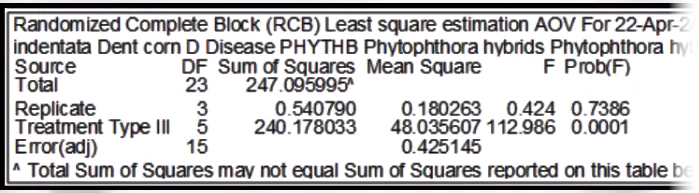 Randomized Complete Block (RCB) Least square estimation AOV For 22-Apr-2
indentata Dent corn D Disease PHYTHB Phytophthora hybrids Phytophthora hy
Source DF Sum of Squares Mean Square F Prob(F)
Total 23 247.095995^
Replicate 3 0.540790 0.180263 0.424 0.7386
Treatment Type III 5 240.178033 48.035607 112.986 0.0001
Error(adj) 15 0.425145
^ Total Sum of Squares may not equal Sum of Squares reported on this table be